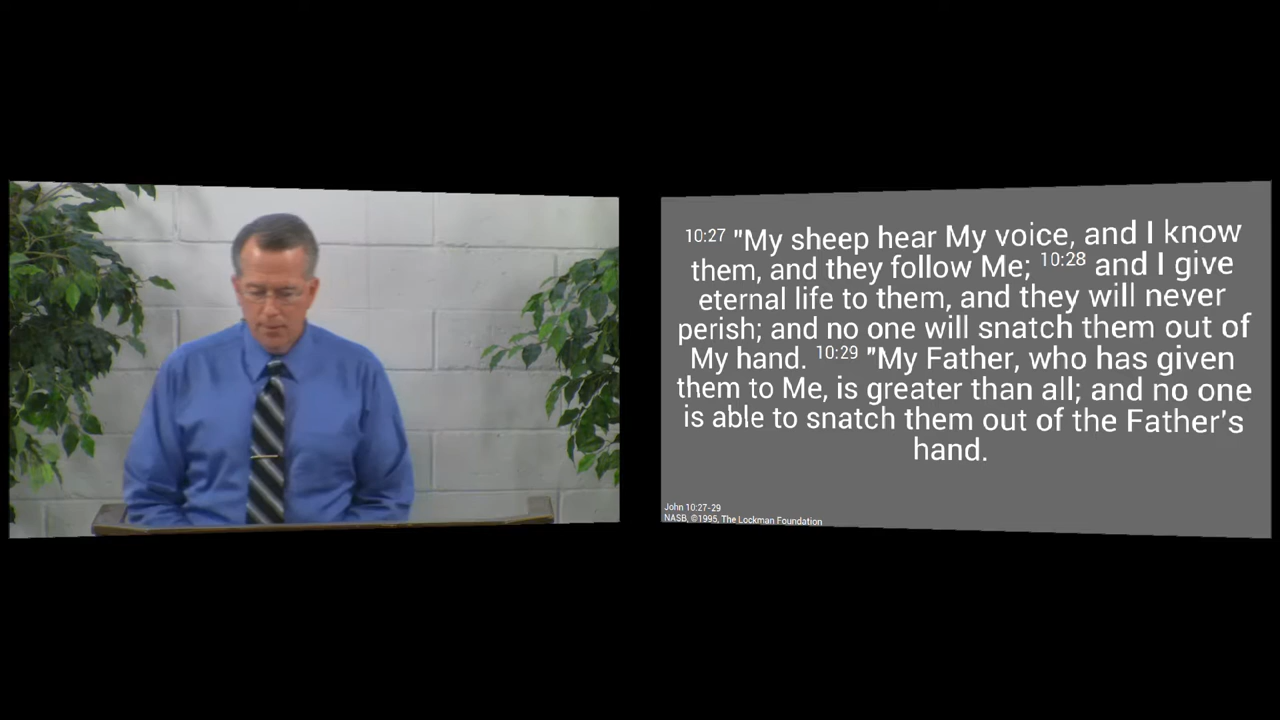 10:27 "My sheep hear My voice, and I know
them, and they follow Me; 10:28 and I give
eternal life to them, and they will never
perish; and no one will snatch them out of
My hand. 10:29 "My Father, who has given
them to Me, is greater than all; and no one
is able to snatch them out of the Father's
hand.
John 10:27-29
NASB, ©1995, The Lockman Foundation